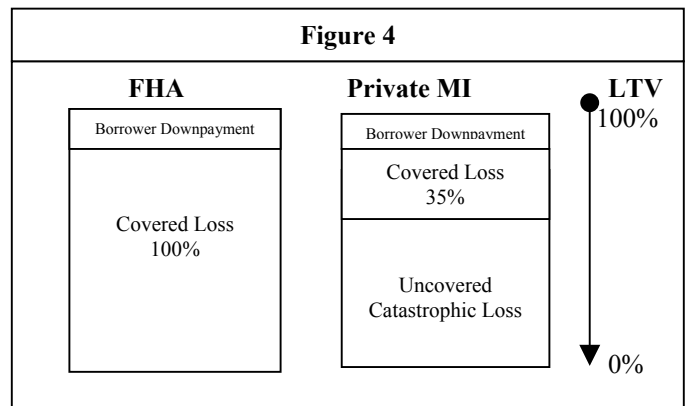 Figure 4
FHA
Private MI
LTV
100%
Borrower Downpayment
Borrower Downpayment
Covered Loss
35%
Covered Loss
100%
Uncovered
Catastrophic Loss
0%